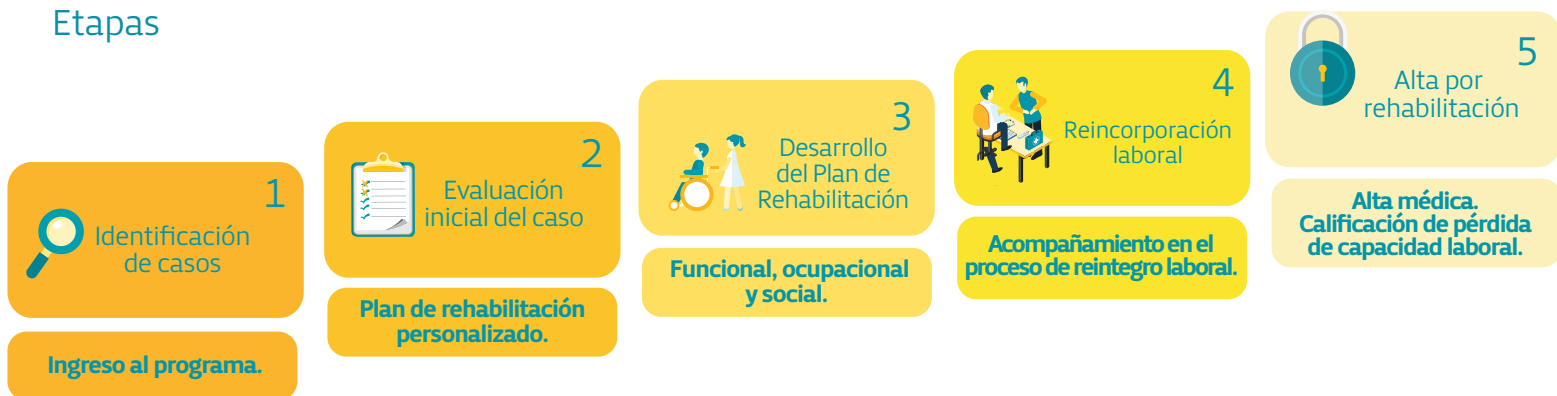 Etapas
1
Identificación
de casos
Ingreso al programa.
2
Evaluación
inicial del caso
Plan de rehabilitación
personalizado.
3
Desarrollo
del Plan de
Rehabilitación
Funcional, ocupacional
y social.
4
Reincorporación
laboral
Acompañamiento en el
proceso de reintegro laboral.
5
Alta por
rehabilitación
Alta médica.
Calificación de pérdida
de capacidad laboral.